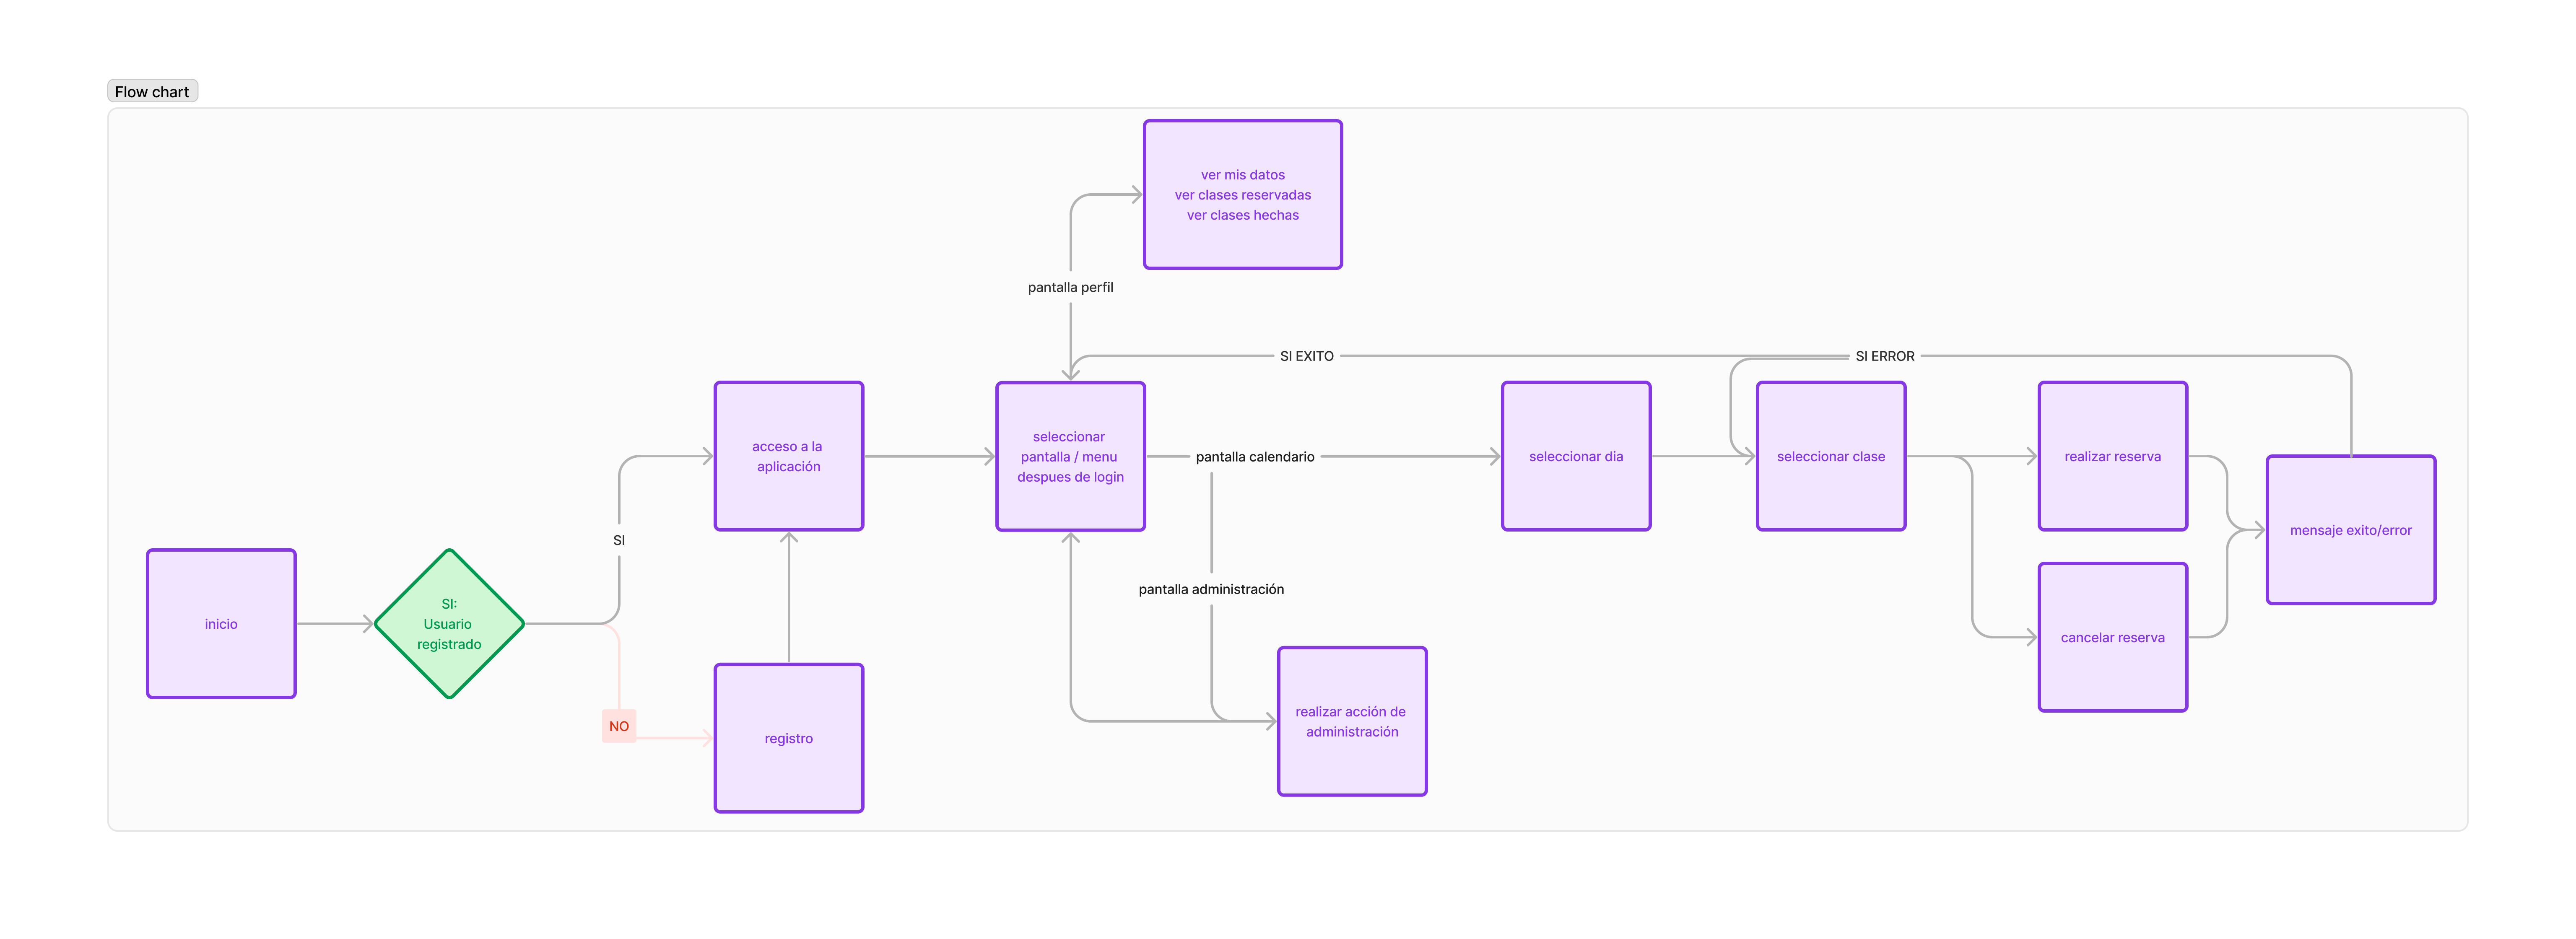 Flow chart
ver mis datos
ver clases reservadas
ver clases hechas
pantalla perfil
SI EXITO
SI ERROR
acceso a la
aplicación
seleccionar
pantalla / menu
despues de login
pantalla calendario
seleccionar dia
seleccionar clase
realizar reserva
mensaje exito/error
SI
inicio
SI:
Usuario
registrado
pantalla administración
cancelar reserva
NO
registro
realizar acción de
administración